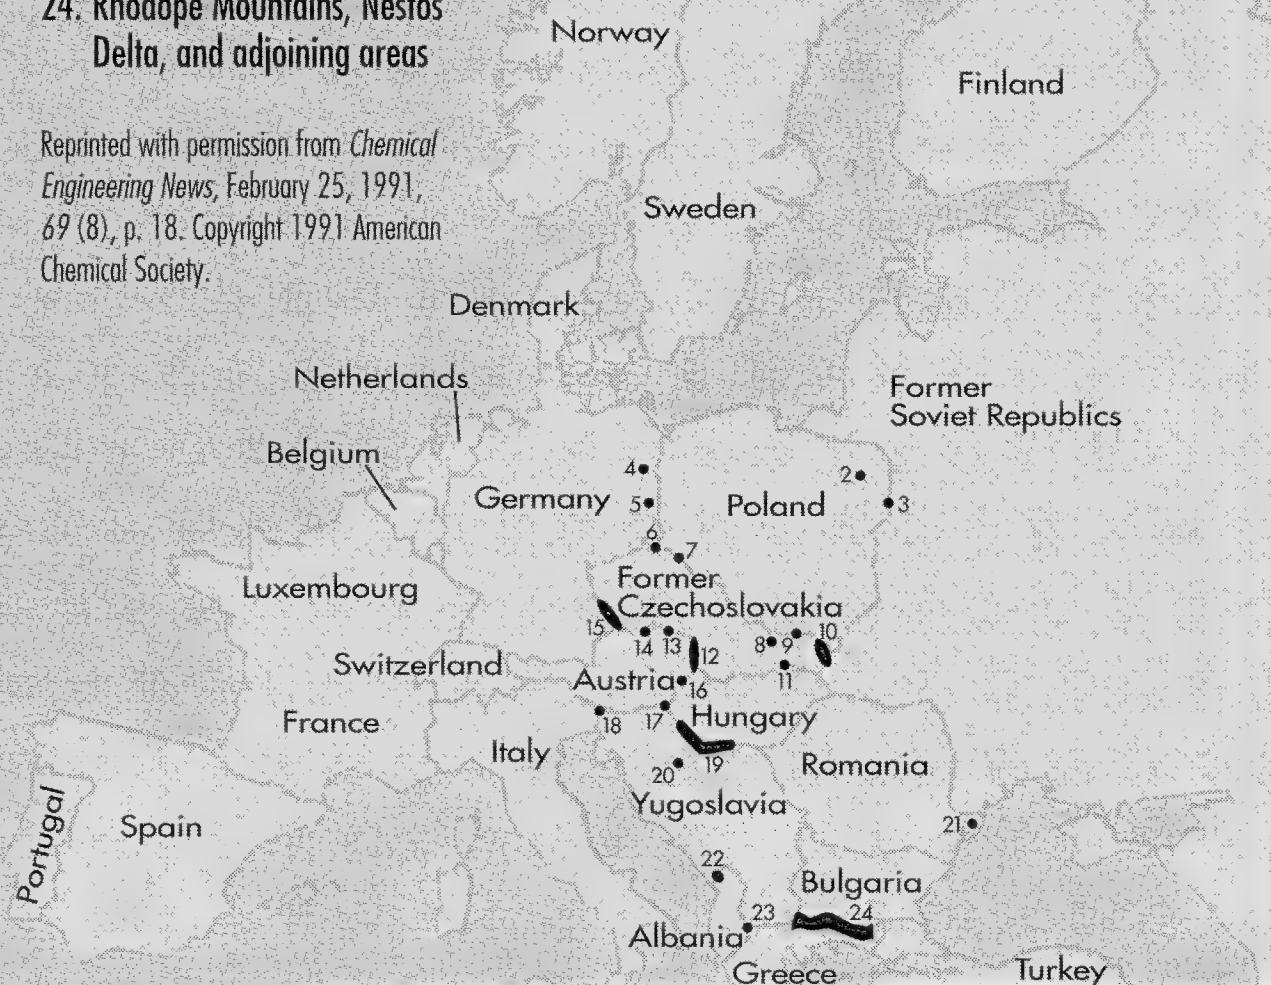 24. Rhodope Mountains, Nestos
Delta, and adjoining areas
Reprinted with permission from Chemical
Engineering News, February 25, 1991,
69 (8), p. 18. Copyright 1991 American
Chemical Society.
Norway
Finland
Sweden
Denmark
Netherlands
Former
Soviet Republics
Belgium
4
2
Germany
5
Poland
3
6
7
Former
Luxembourg
Czechoslovakia
15
14
13
12
8
9
10
11
Switzerland
Austria
16
France
18
17
Hungary
Italy
19
20
Romania
Yugoslavia
Portugal
Spain
21
22
Bulgaria
23
24
Albania
Greece
Turkey